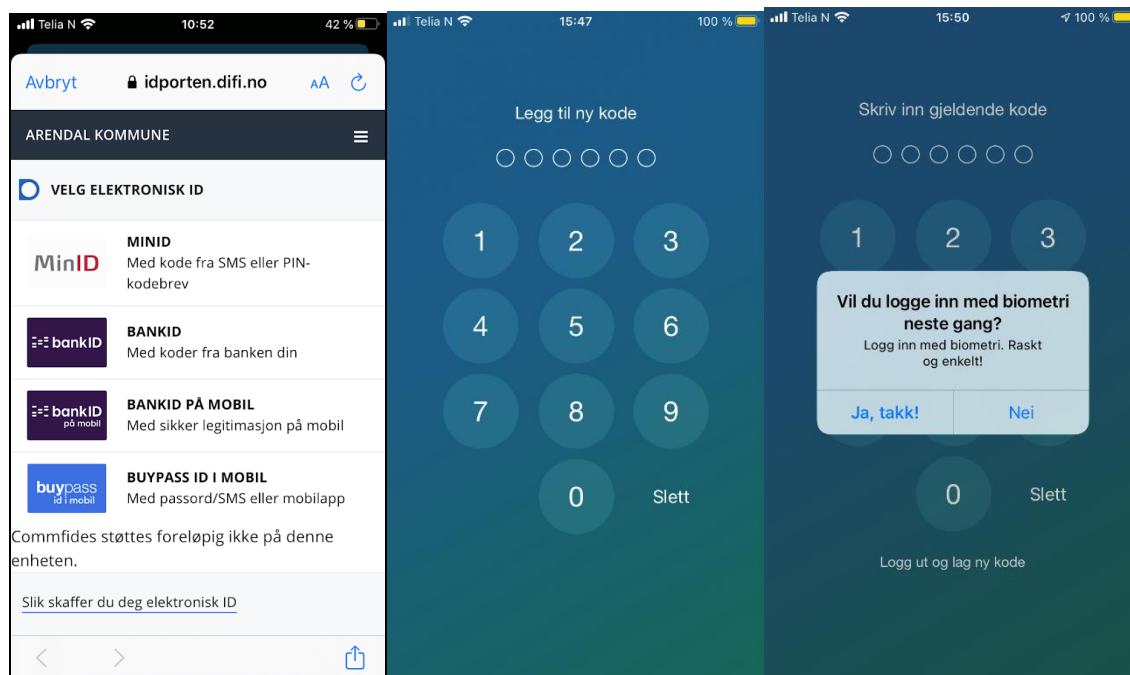 Telia N 10:52 42 %
Avbryt idporten.difi.no AA
ARENDAL KOMMUNE
VELG ELEKTRONISK ID
MinID
MINID
Med kode fra SMS eller PIN-
kodebrev
bankID
BANKID
Med koder fra banken din
bankID
på mobil
BANKID PÅ MOBIL
Med sikker legitimasjon på mobil
buypass
id i mobil
BUYPASS ID I MOBIL
Med passord/SMS eller mobilapp
Commfides støttes foreløpig ikke på denne
enheten.
Slik skaffer du deg elektronisk ID
Telia N 15:47 100 %
Legg til ny kode
1 2 3
4 5 6
7 8 9
0 Slett
Telia N 15:50 100 %
Skriv inn gjeldende kode
1 2 3
Vil du logge inn med biometri
neste gang?
Logg inn med biometri. Raskt
og enkelt!
Ja, takk! Nei
0 Slett
Logg ut og lag ny kode